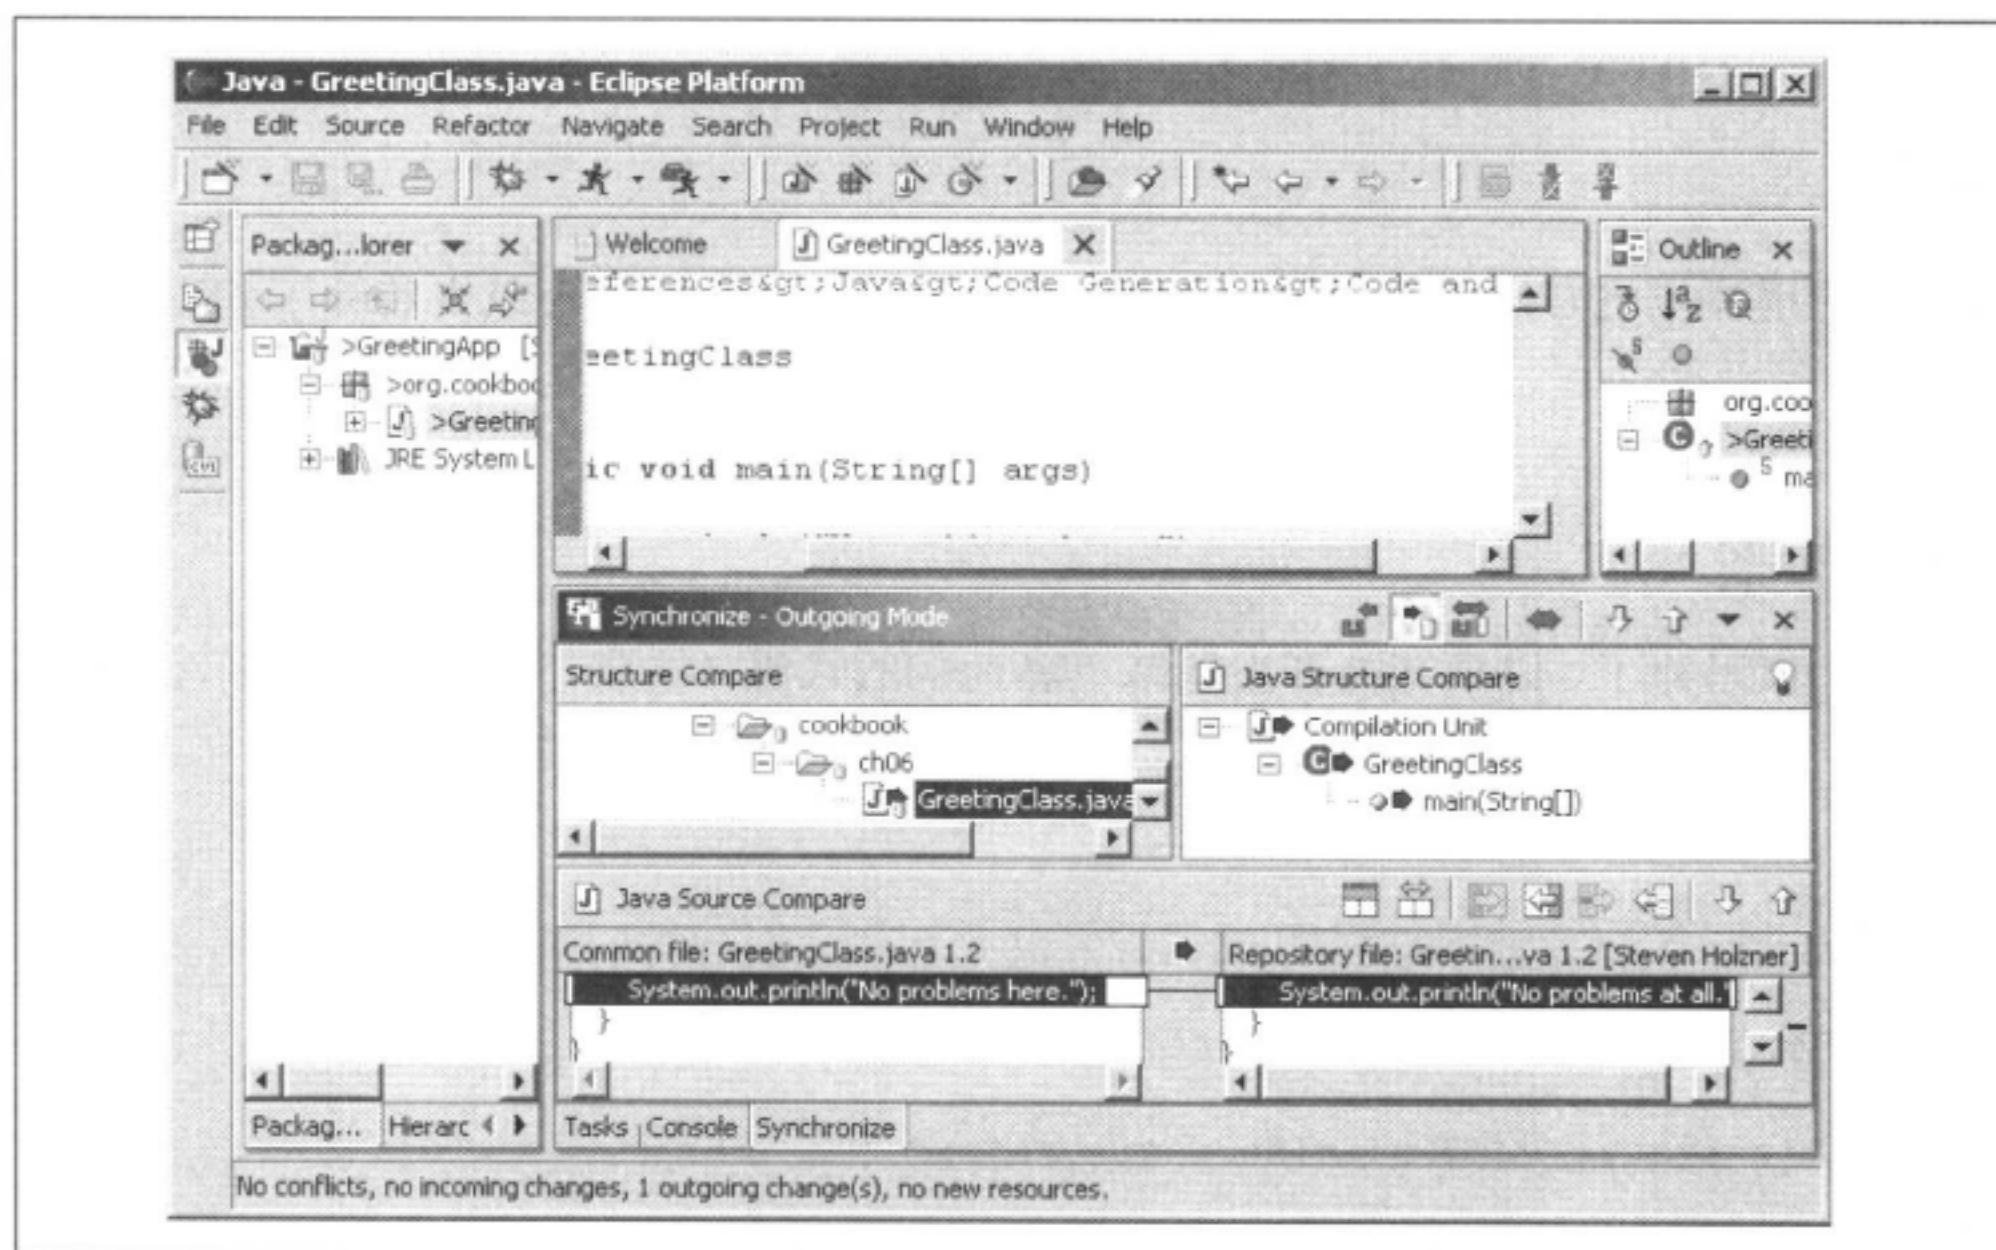 Java - GreetingClass.java - Eclipse Platform
File Edit Source Refactor Navigate Search Project Run Window Help
Packag...lorer
Welcome
GreetingClass.java
Outline
eferences&gt;Java&gt;Code Generation&gt;Code and
eetingClass
ic void main(String[] args)
>GreetingApp [
>org.cookboo
>Greeting
JRE System L
org.coo
>Greeti
S ma
Synchronize - Outgoing Mode
Structure Compare
cookbook
ch06
GreetingClass.java
Java Structure Compare
Compilation Unit
GreetingClass
main(String[])
Java Source Compare
Common file: GreetingClass.java 1.2
Repository file: Greetin...va 1.2 [Steven Holzner]
System.out.println("No problems here.");
}
}
System.out.println("No problems at all."
}
}
Packag... Hierarc
Tasks Console Synchronize
No conflicts, no incoming changes, 1 outgoing change(s), no new resources.